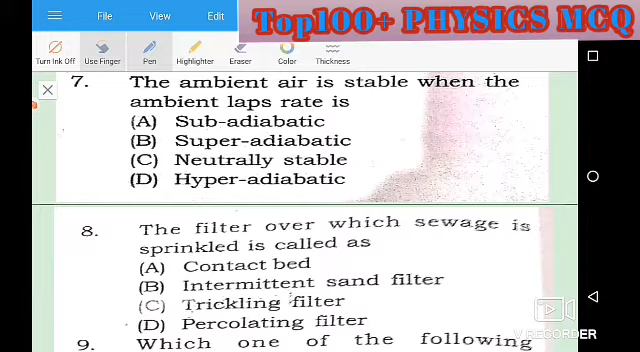 File View Edit
Top100+ PHYSICS MCQ
Turn Ink Off Use Finger Pen Highlighter Eraser Color Thickness
7. The ambient air is stable when the
ambient laps rate is
(A) Sub-adiabatic
(B) Super-adiabatic
(C) Neutrally stable
(D) Hyper-adiabatic
8. The filter over which sewage is
sprinkled is called as
(A) Contact bed
(B) Intermittent sand filter
(C) Trickling filter
(D) Percolating filter
9. Which one of the following
V RECORDER